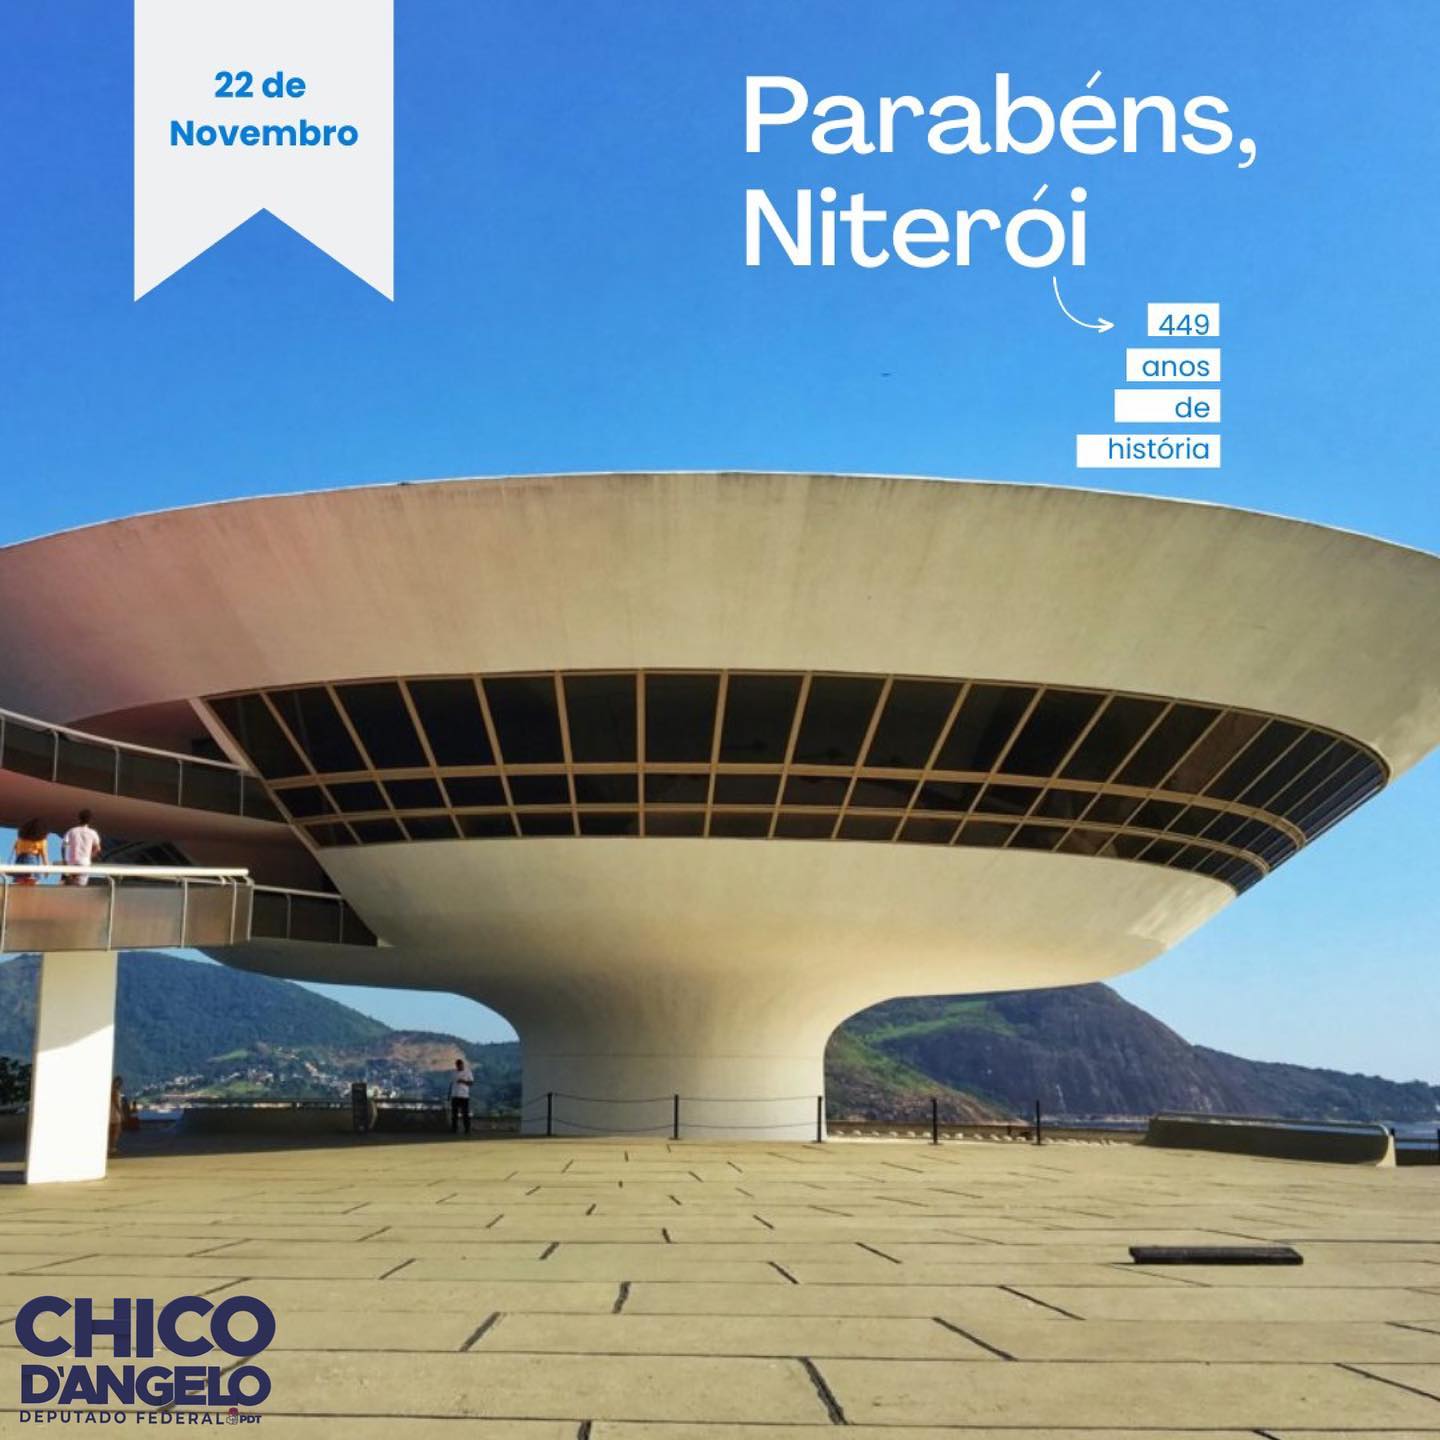 22 de
Novembro
Parabéns,
Niterói
449
anos
de
história
CHICO
D'ANGELO
DEPUTADO FEDERAL PDT